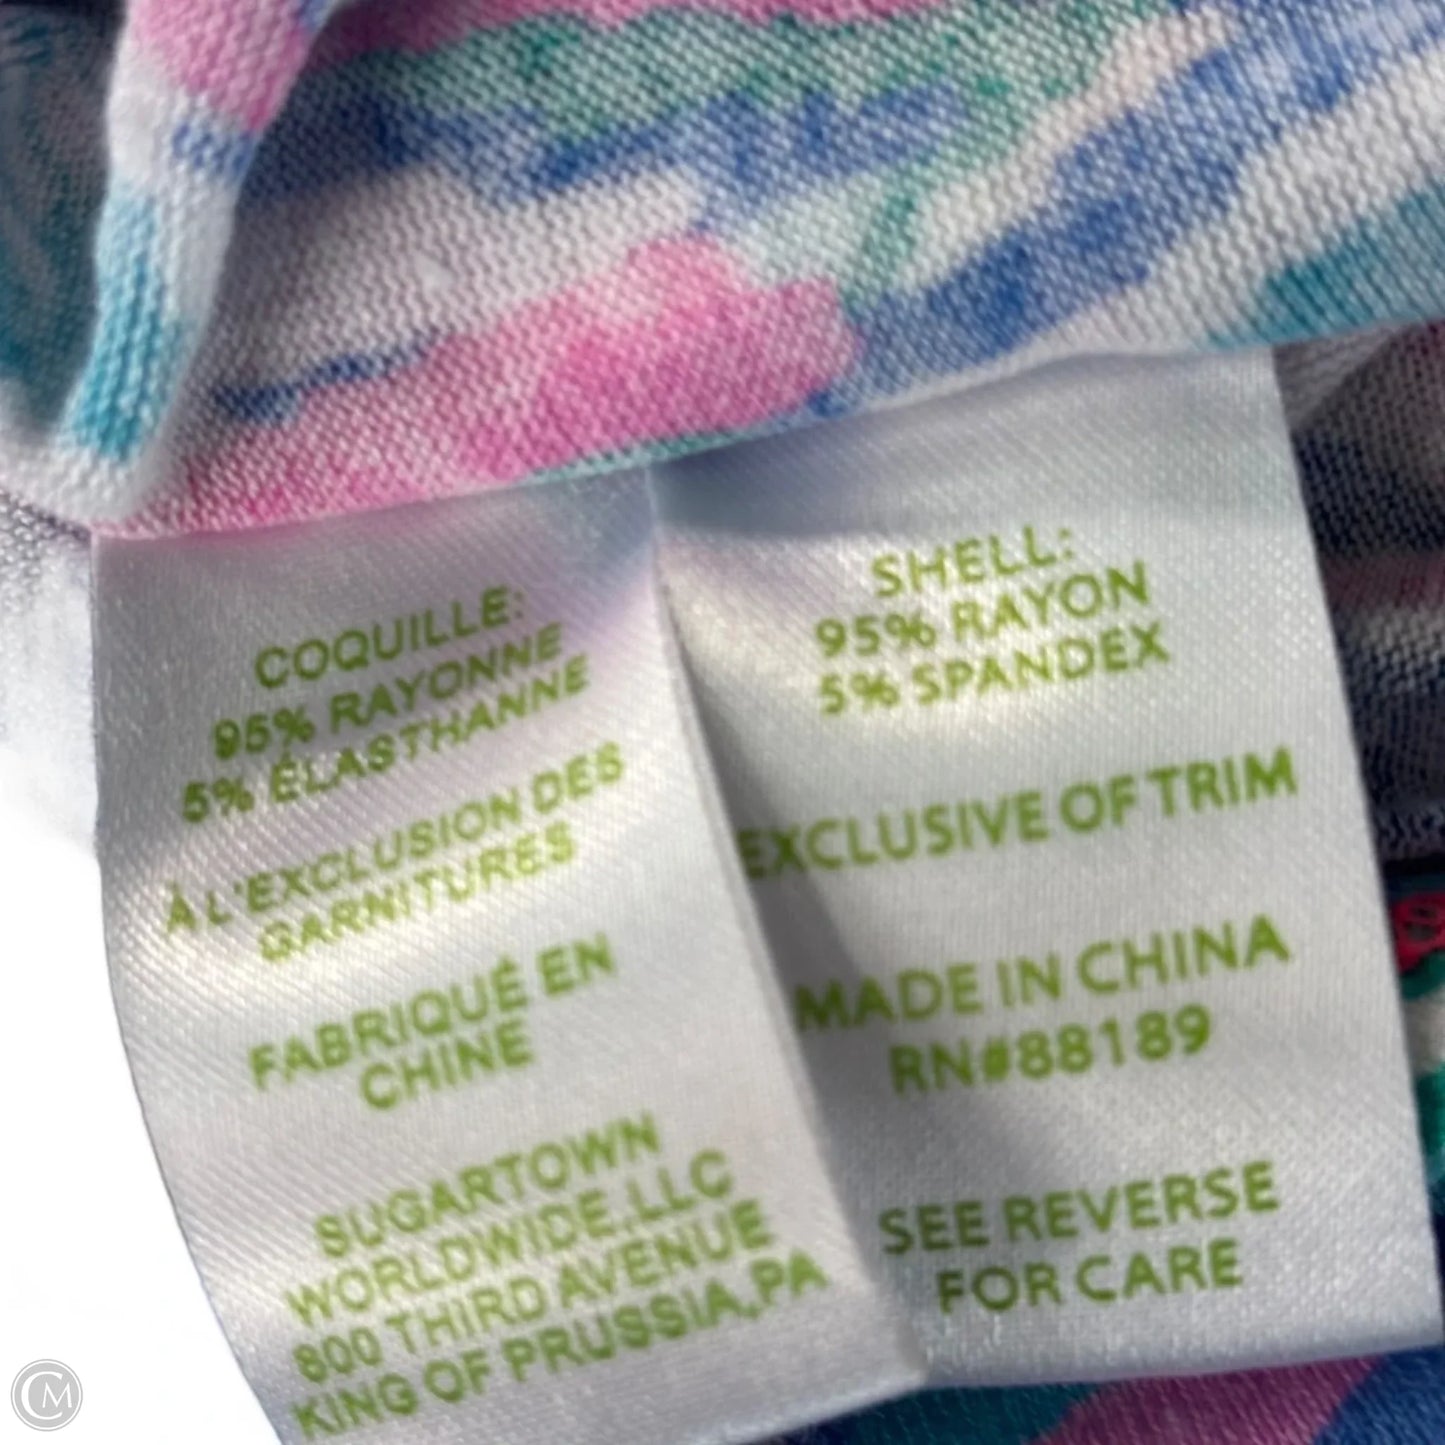 COQUILLE:
95% RAYONNE
5% ÉLASTHANNE
À L'EXCLUSION DES
GARNITURES
FABRIQUÉ EN
CHINE
SUGARTOWN
WORLDWIDE, LLC
800 THIRD AVENUE
KING OF PRUSSIA, PA
SHELL:
95% RAYON
5% SPANDEX
EXCLUSIVE OF TRIM
MADE IN CHINA
RN#88189
SEE REVERSE
FOR CARE
CM